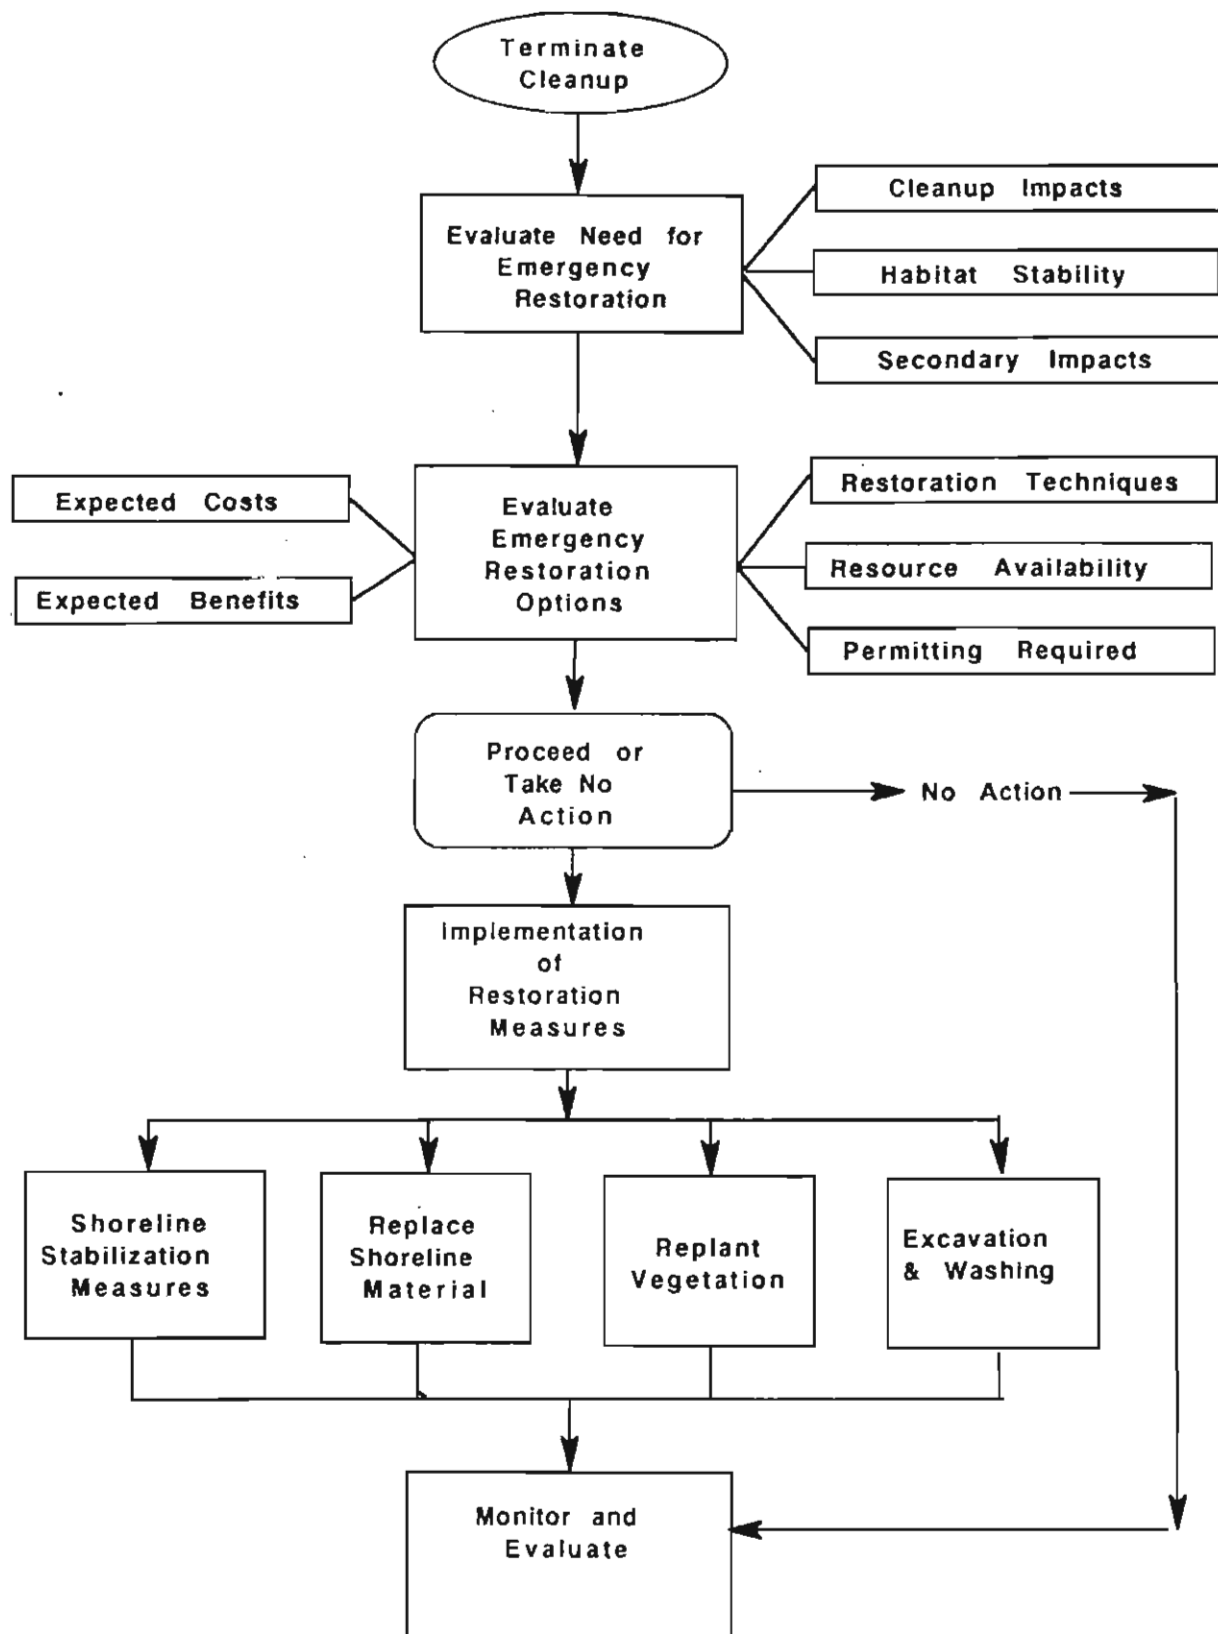 Terminate
Cleanup
Evaluate Need for
Emergency
Restoration
Cleanup Impacts
Habitat Stability
Secondary Impacts
Expected Costs
Expected Benefits
Evaluate
Emergency
Restoration
Options
Restoration Techniques
Resource Availability
Permitting Required
Proceed or
Take No
Action
No Action
Implementation
of
Restoration
Measures
Shoreline
Stabilization
Measures
Replace
Shoreline
Material
Replant
Vegetation
Excavation
& Washing
Monitor and
Evaluate